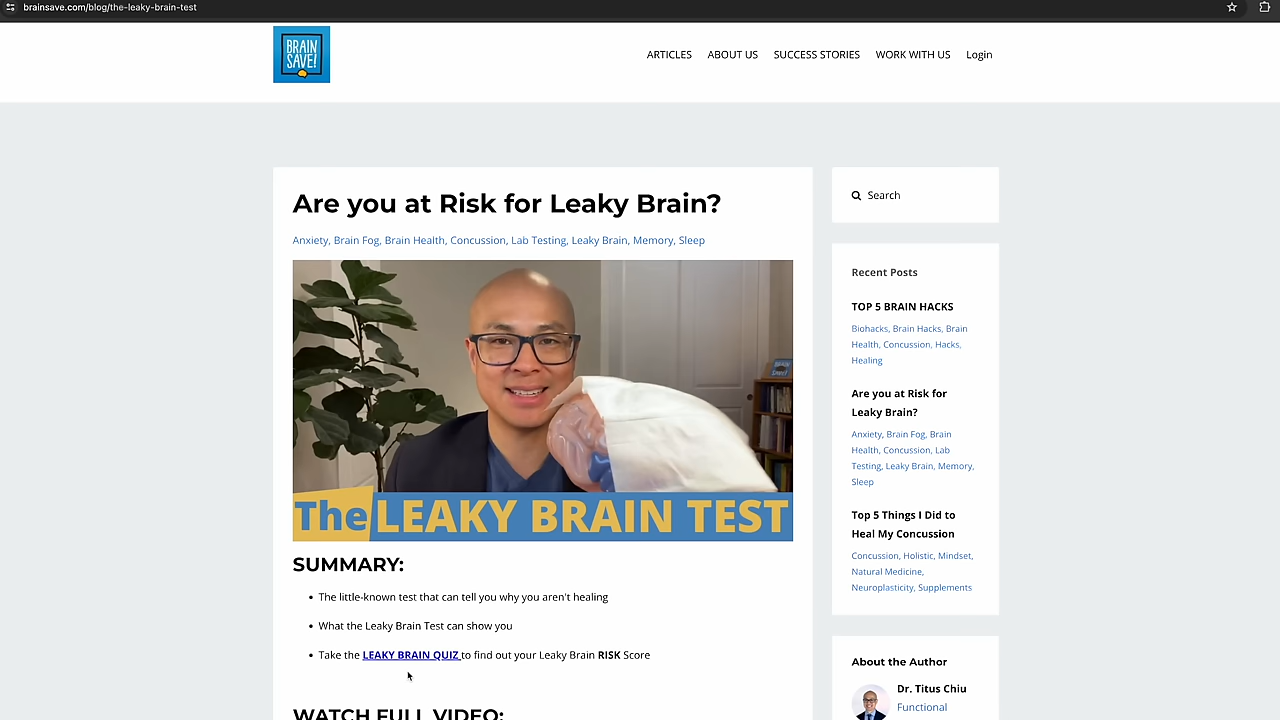 brainsave.com/blog/the-leaky-brain-test
BRAIN
SAVE!
ARTICLES
ABOUT US
SUCCESS STORIES
WORK WITH US
Login
Are you at Risk for Leaky Brain?
Anxiety, Brain Fog, Brain Health, Concussion, Lab Testing, Leaky Brain, Memory, Sleep
The LEAKY BRAIN TEST
SUMMARY:
• The little-known test that can tell you why you aren't healing
• What the Leaky Brain Test can show you
• Take the LEAKY BRAIN QUIZ to find out your Leaky Brain RISK Score
WATCH FULL VIDEO:
Search
Recent Posts
TOP 5 BRAIN HACKS
Biohacks, Brain Hacks, Brain
Health, Concussion, Hacks,
Healing
Are you at Risk for
Leaky Brain?
Anxiety, Brain Fog, Brain
Health, Concussion, Lab
Testing, Leaky Brain, Memory,
Sleep
Top 5 Things I Did to
Heal My Concussion
Concussion, Holistic, Mindset,
Natural Medicine,
Neuroplasticity, Supplements
About the Author
Dr. Titus Chiu
Functional